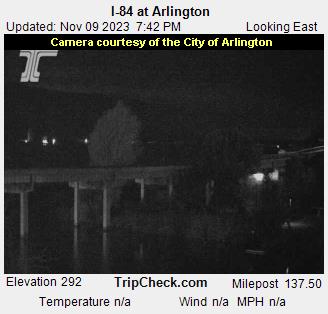 I-84 at Arlington
Updated: Nov 09 2023 7:42 PM Looking East
Camera courtesy of the City of Arlington
Elevation 292 TripCheck.com Milepost 137.50
Temperature n/a Wind n/a MPH n/a